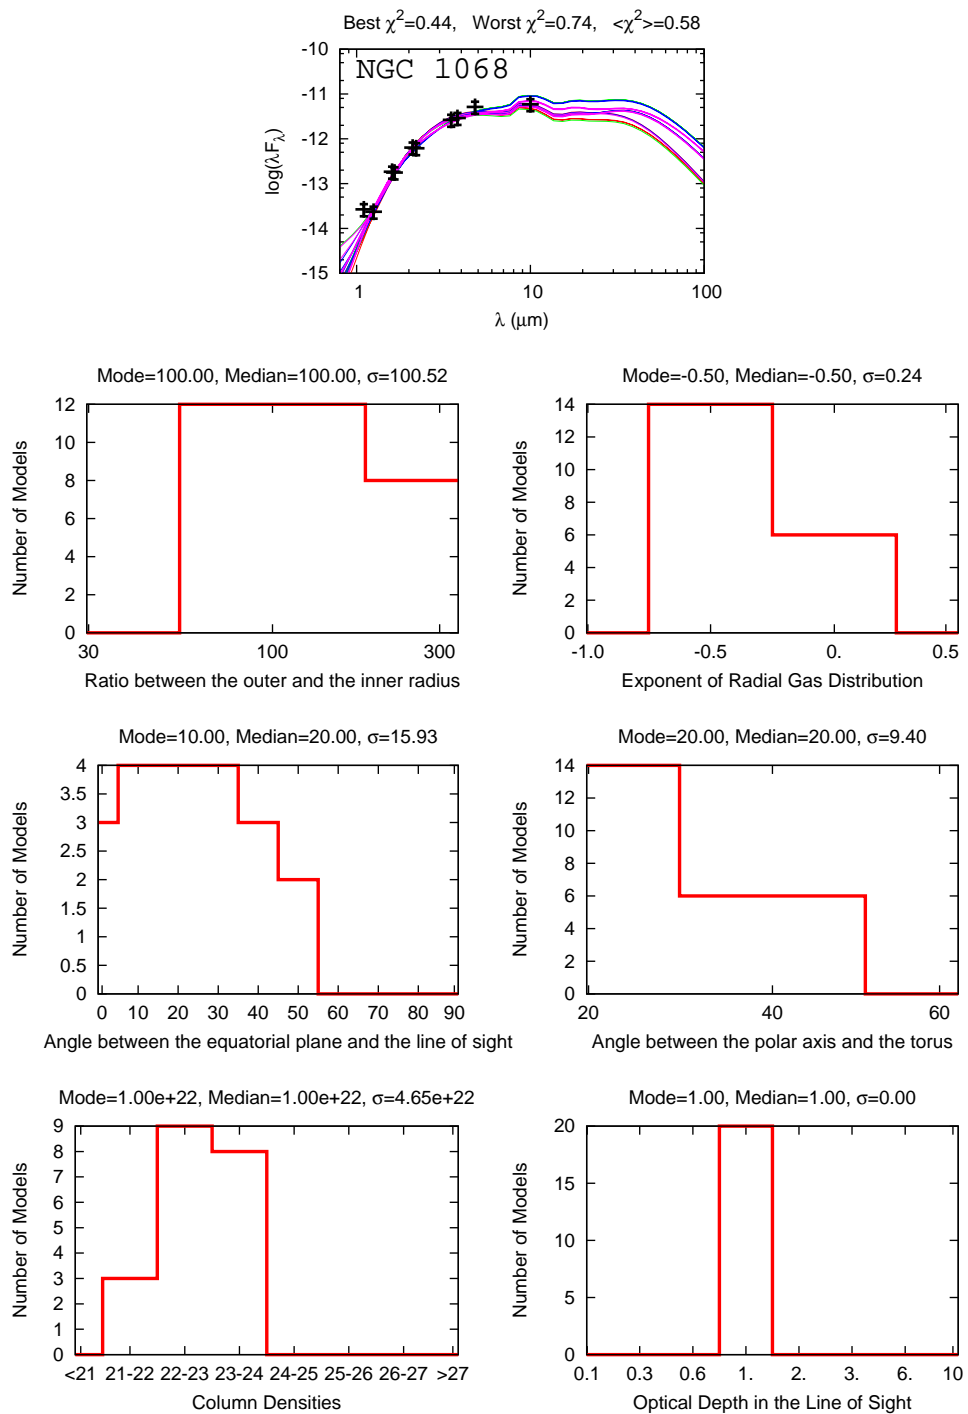 Best χ²=0.44, Worst χ²=0.74, <χ²>=0.58
NGC 1068
log(λFλ)
-10
-11
-12
-13
-14
-15
1 10 100
λ (μm)
Mode=100.00, Median=100.00, σ=100.52
Number of Models
12
10
8
6
4
2
0
30 100 300
Ratio between the outer and the inner radius
Mode=-0.50, Median=-0.50, σ=0.24
Number of Models
14
12
10
8
6
4
2
0
-1.0 -0.5 0. 0.5
Exponent of Radial Gas Distribution
Mode=10.00, Median=20.00, σ=15.93
Number of Models
4
3.5
3
2.5
2
1.5
1
0.5
0
0 10 20 30 40 50 60 70 80 90
Angle between the equatorial plane and the line of sight
Mode=20.00, Median=20.00, σ=9.40
Number of Models
14
12
10
8
6
4
2
0
20 40 60
Angle between the polar axis and the torus
Mode=1.00e+22, Median=1.00e+22, σ=4.65e+22
Number of Models
9
8
7
6
5
4
3
2
1
0
<21 21-22 22-23 23-24 24-25 25-26 26-27 >27
Column Densities
Mode=1.00, Median=1.00, σ=0.00
Number of Models
20
15
10
5
0
0.1 0.3 0.6 1. 2. 3. 6. 10
Optical Depth in the Line of Sight